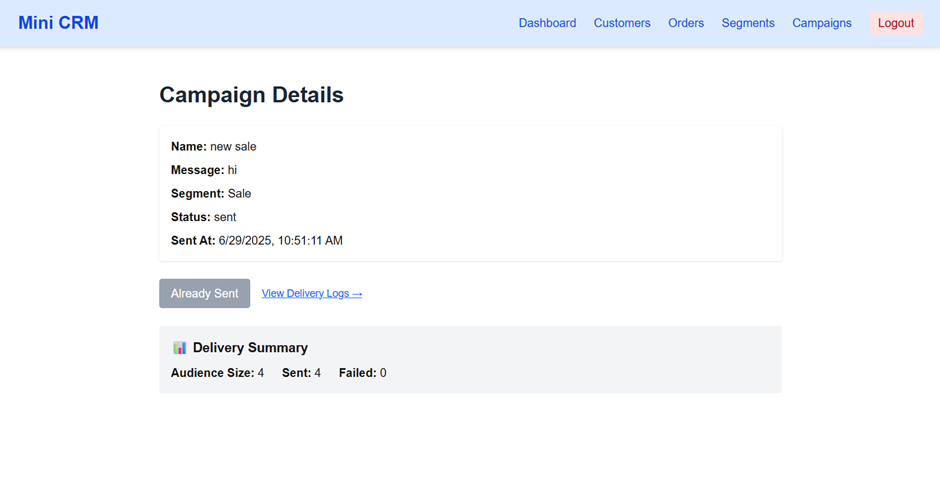 Mini CRM Dashboard Customers Orders Segments Campaigns Logout
Campaign Details
Name: new sale
Message: hi
Segment: Sale
Status: sent
Sent At: 6/29/2025, 10:51:11 AM
Already Sent View Delivery Logs →
Delivery Summary
Audience Size: 4 Sent: 4 Failed: 0